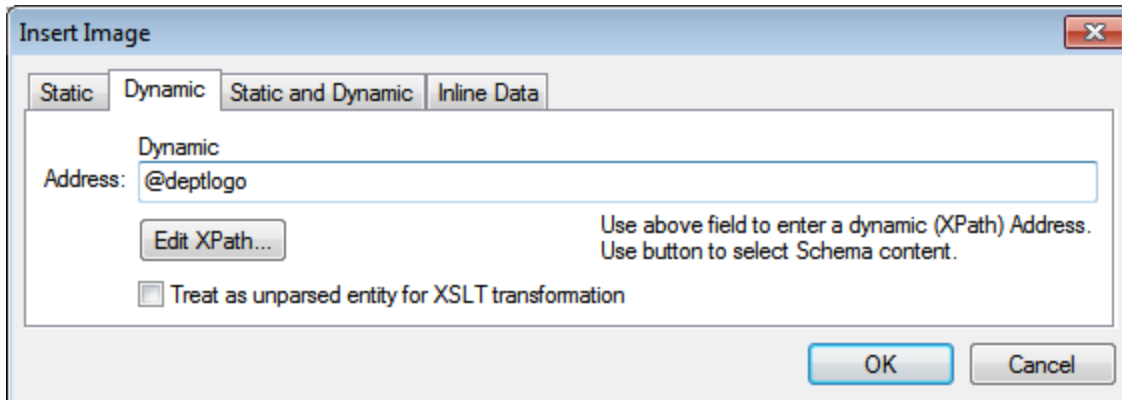 Insert Image
Static Dynamic Static and Dynamic Inline Data
Dynamic
Address: @deptlogo
Edit XPath...
Use above field to enter a dynamic (XPath) Address.
Use button to select Schema content.
Treat as unparsed entity for XSLT transformation
OK Cancel